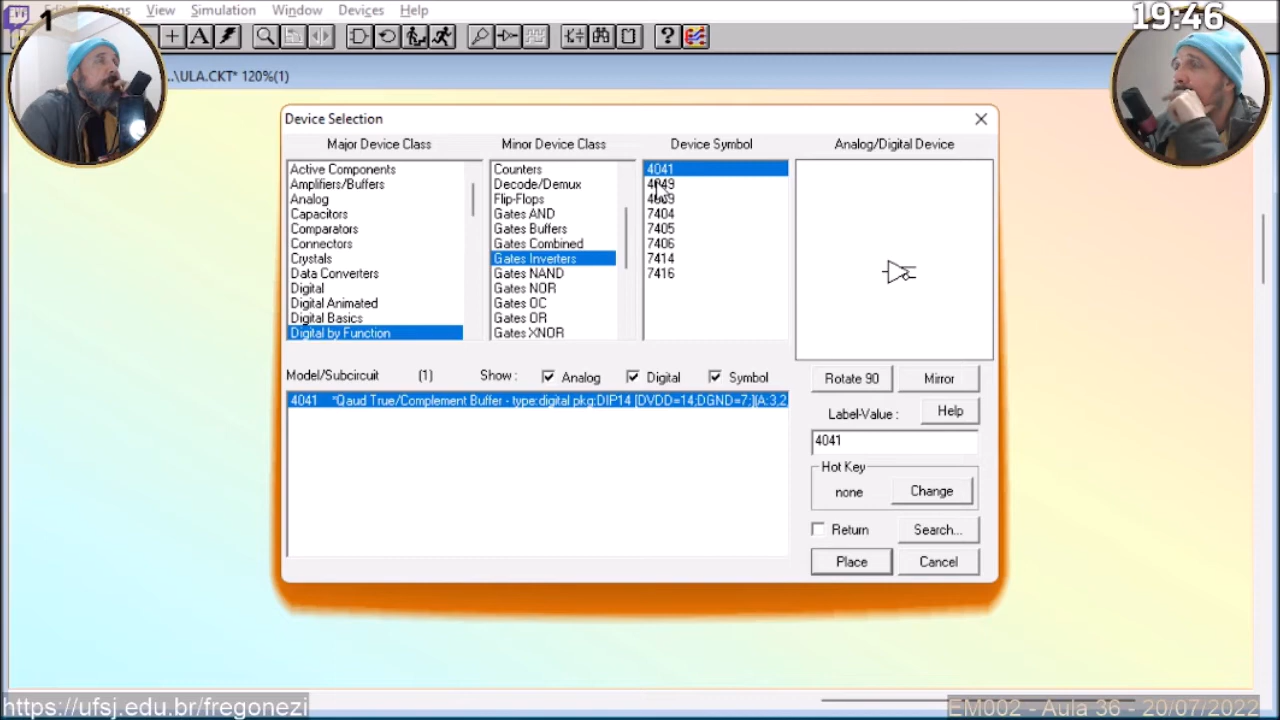 1
Edit Options View Simulation Window Devices Help
19:46
..\ULA.CKT* 120%(1)
Device Selection
Major Device Class
Minor Device Class
Device Symbol
Analog/Digital Device
Active Components
Amplifiers/Buffers
Analog
Capacitors
Comparators
Connectors
Crystals
Data Converters
Digital
Digital Animated
Digital Basics
Digital by Function
Counters
Decode/Demux
Flip-Flops
Gates AND
Gates Buffers
Gates Combined
Gates Inverters
Gates NAND
Gates NOR
Gates OC
Gates OR
Gates XNOR
4041
4049
7404
7405
7406
7414
7416
Model/Subcircuit (1) Show : Analog Digital Symbol
4041 *Qaud True/Complement Buffer - type:digital pkg:DIP14 [DVDD=14;DGND=7;](A:3,2
Rotate 90 Mirror
Label-Value : Help
4041
Hot Key
none Change
Return Search...
Place Cancel
https://ufsj.edu.br/fregonezi
EM002 - Aula 36 - 20/07/2022